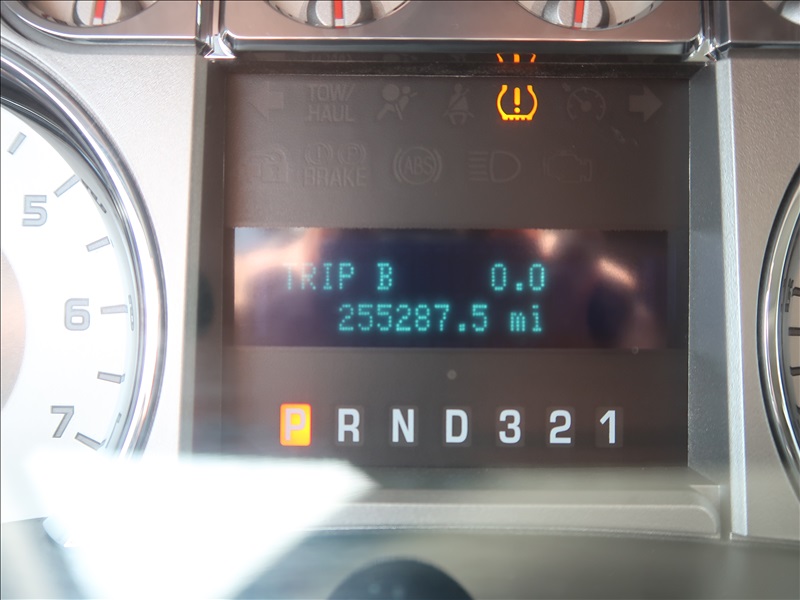 TOW/
HAUL
BRAKE
ABS
5
6
7
TRIP B 0.0
255287.5 mi
P R N D 3 2 1